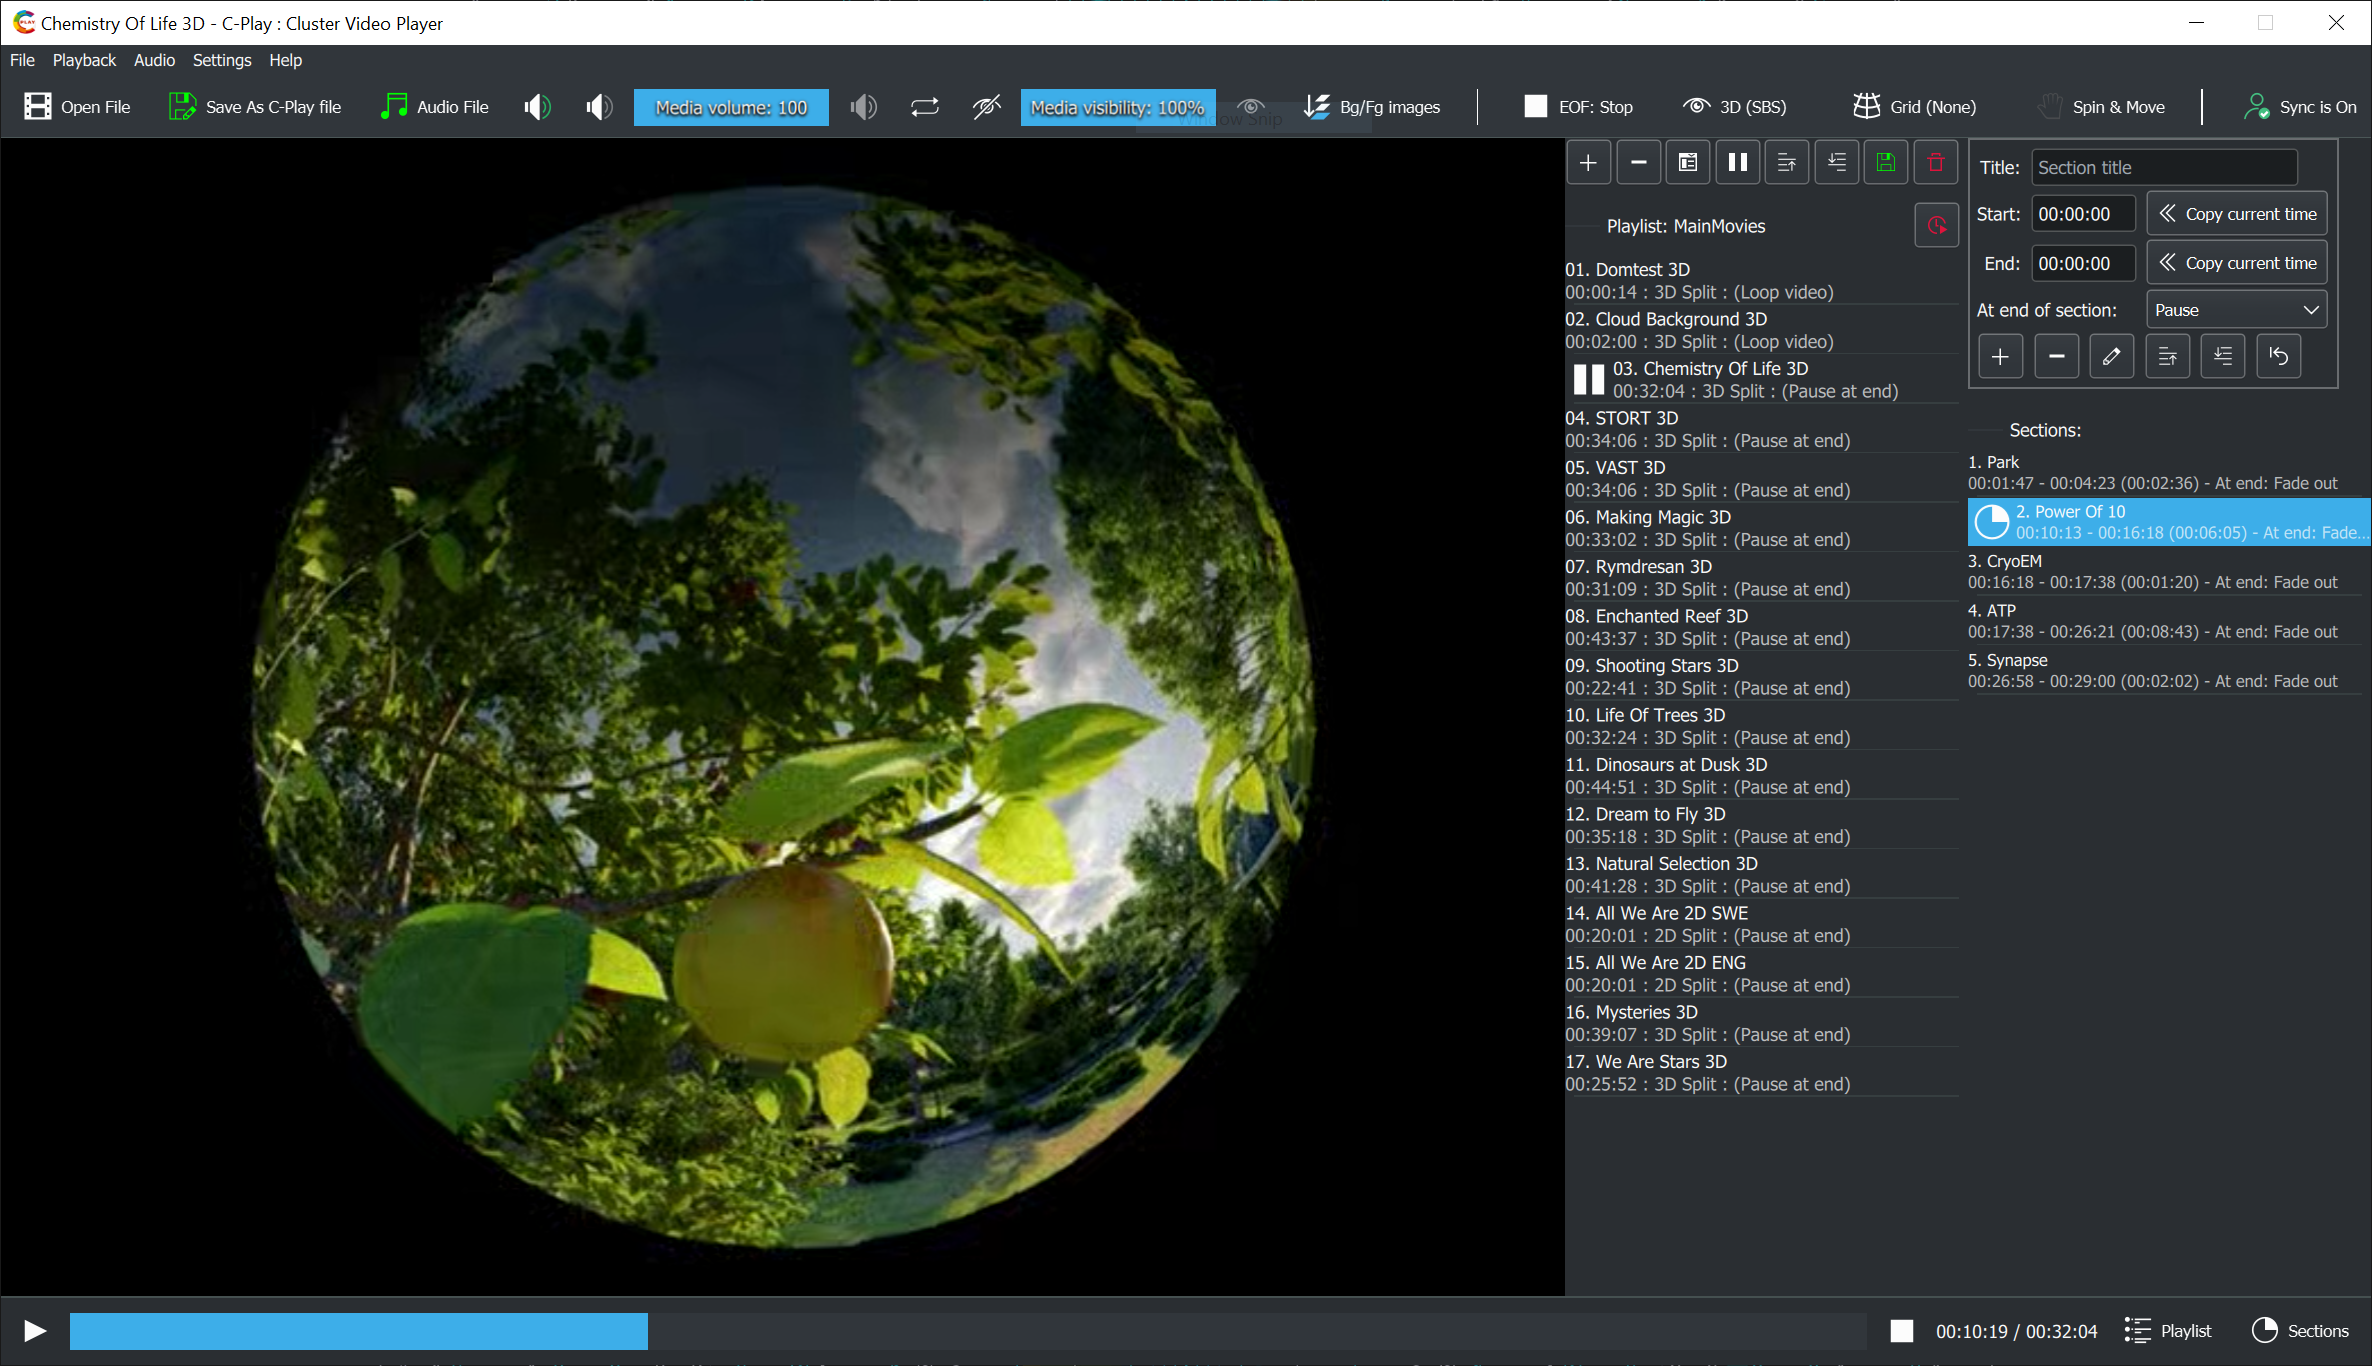 Chemistry Of Life 3D - C-Play : Cluster Video Player
File Playback Audio Settings Help
Open File Save As C-Play file Audio File Media volume: 100 Media visibility: 100% Bg/Fg images EOF: Stop 3D (SBS) Grid (None) Spin & Move Sync is On
Window Snip
Title: Section title
Start: 00:00:00 Copy current time
End: 00:00:00 Copy current time
At end of section: Pause
Playlist: MainMovies
01. Domtest 3D
00:00:14 : 3D Split : (Loop video)
02. Cloud Background 3D
00:02:00 : 3D Split : (Loop video)
03. Chemistry Of Life 3D
00:32:04 : 3D Split : (Pause at end)
04. STORT 3D
00:34:06 : 3D Split : (Pause at end)
05. VAST 3D
00:34:06 : 3D Split : (Pause at end)
06. Making Magic 3D
00:33:02 : 3D Split : (Pause at end)
07. Rymdresan 3D
00:31:09 : 3D Split : (Pause at end)
08. Enchanted Reef 3D
00:43:37 : 3D Split : (Pause at end)
09. Shooting Stars 3D
00:22:41 : 3D Split : (Pause at end)
10. Life Of Trees 3D
00:32:24 : 3D Split : (Pause at end)
11. Dinosaurs at Dusk 3D
00:44:51 : 3D Split : (Pause at end)
12. Dream to Fly 3D
00:35:18 : 3D Split : (Pause at end)
13. Natural Selection 3D
00:41:28 : 3D Split : (Pause at end)
14. All We Are 2D SWE
00:20:01 : 2D Split : (Pause at end)
15. All We Are 2D ENG
00:20:01 : 2D Split : (Pause at end)
16. Mysteries 3D
00:39:07 : 3D Split : (Pause at end)
17. We Are Stars 3D
00:25:52 : 3D Split : (Pause at end)
Sections:
1. Park
00:01:47 - 00:04:23 (00:02:36) - At end: Fade out
2. Power Of 10
00:10:13 - 00:16:18 (00:06:05) - At end: Fade...
3. CryoEM
00:16:18 - 00:17:38 (00:01:20) - At end: Fade out
4. ATP
00:17:38 - 00:26:21 (00:08:43) - At end: Fade out
5. Synapse
00:26:58 - 00:29:00 (00:02:02) - At end: Fade out
00:10:19 / 00:32:04 Playlist Sections